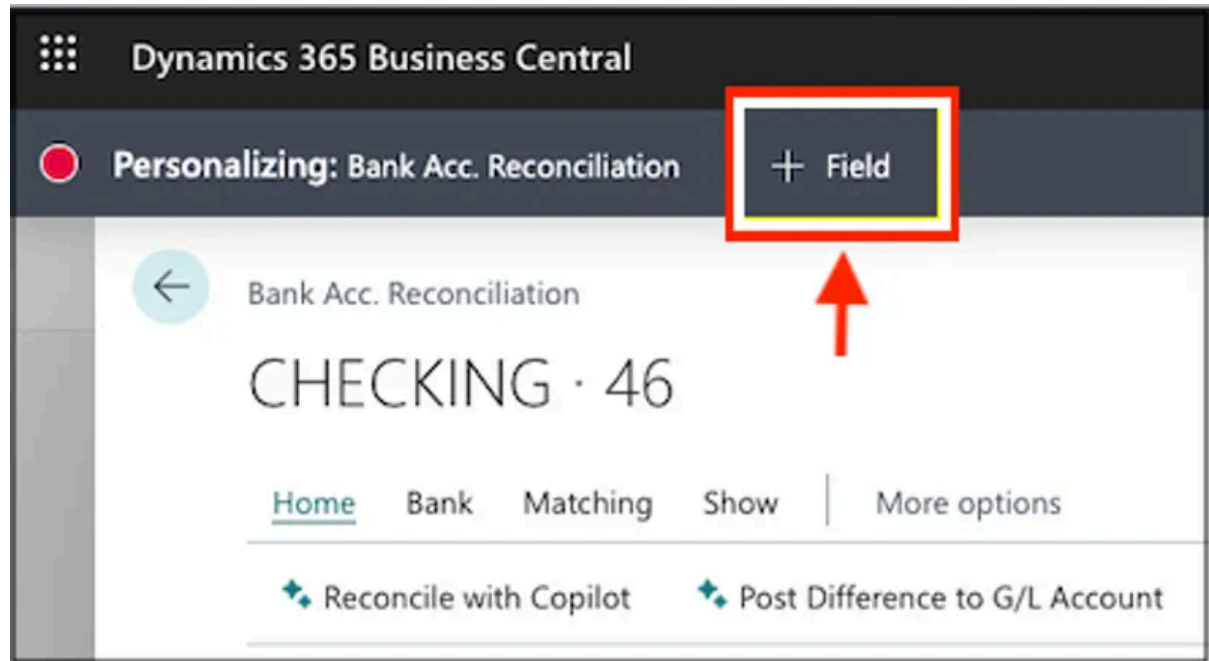 Dynamics 365 Business Central
Personalizing: Bank Acc. Reconciliation + Field
Bank Acc. Reconciliation
CHECKING · 46
Home Bank Matching Show | More options
Reconcile with Copilot Post Difference to G/L Account